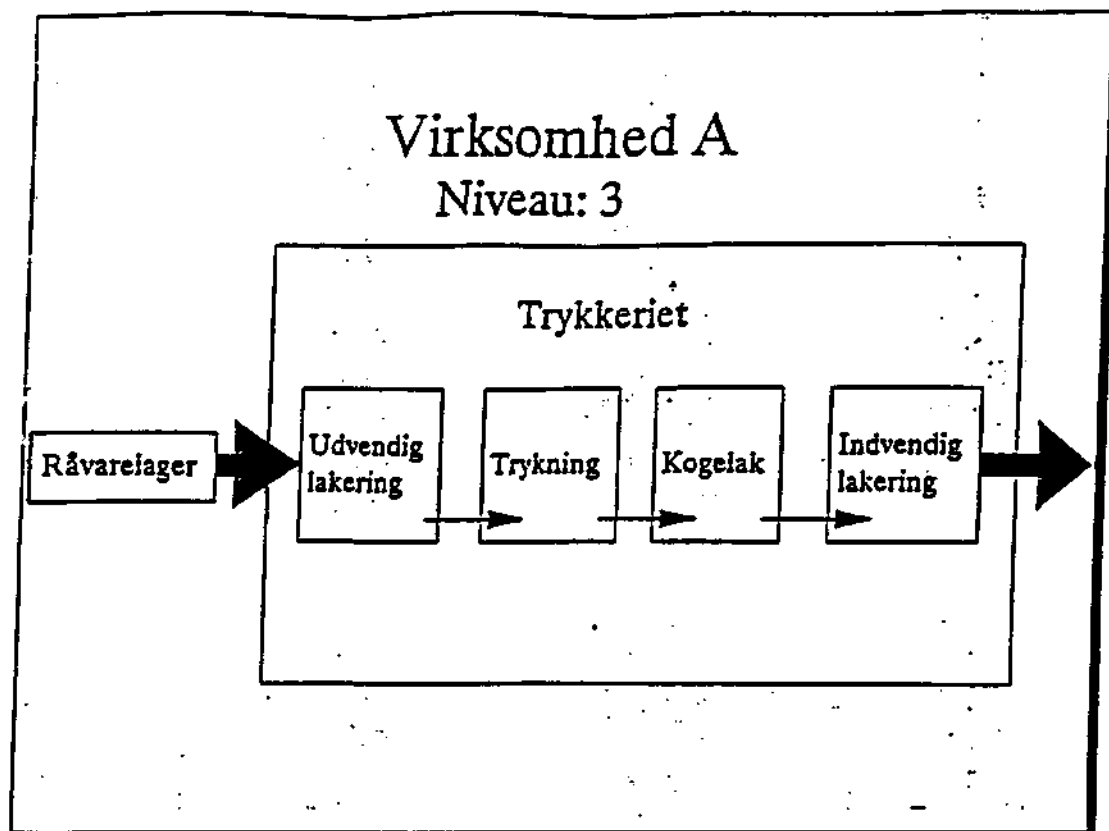 Virksomhed A
Niveau: 3
Trykkeriet
Råvarelager
Udvendig
lakering
Trykning
Kogelak
Indvendig
lakering